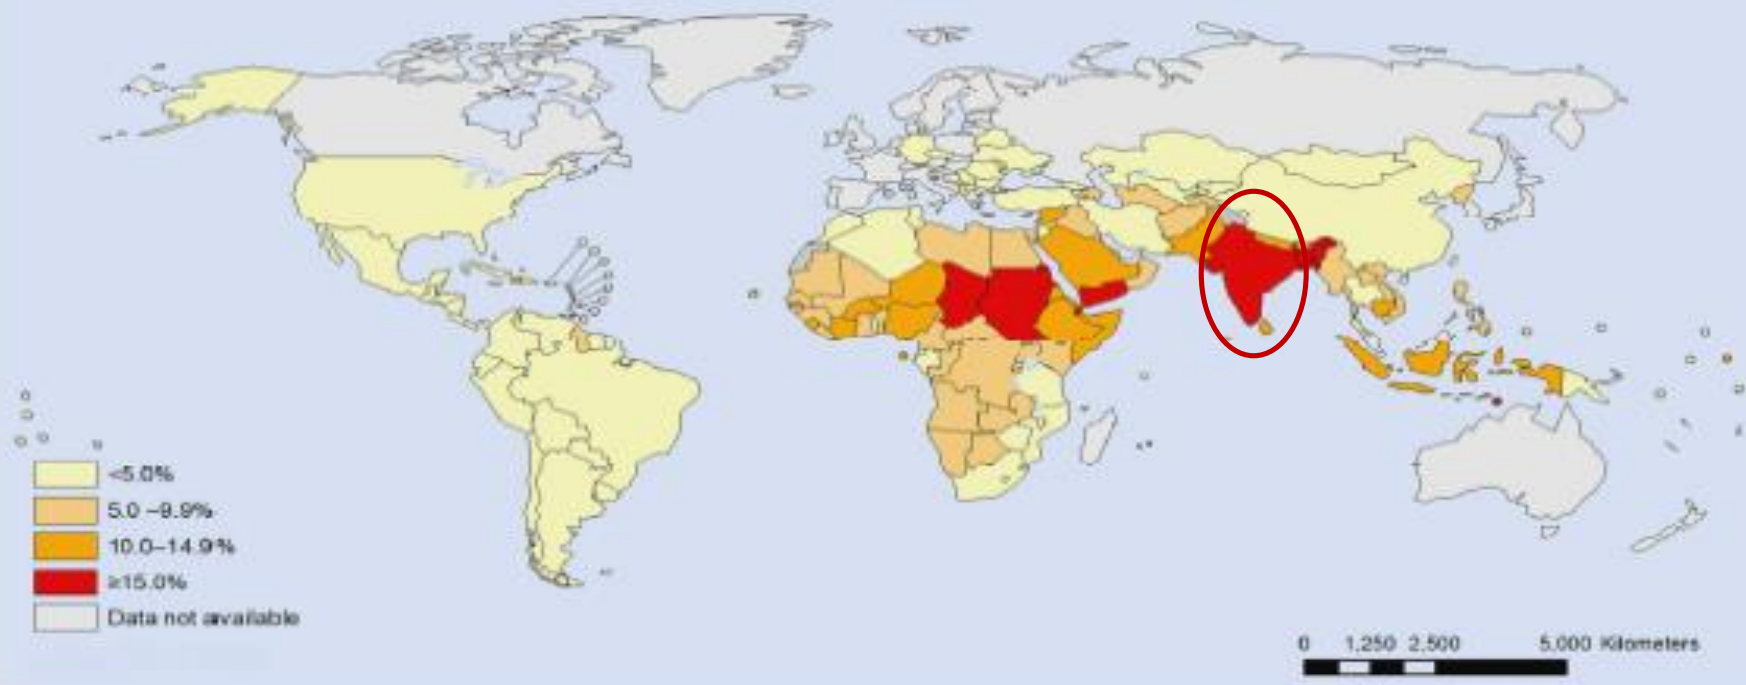 <5.0%
5.0 –9.9%
10.0–14.9%
≥15.0%
Data not available
0 1,250 2,500 5,000 Kilometers